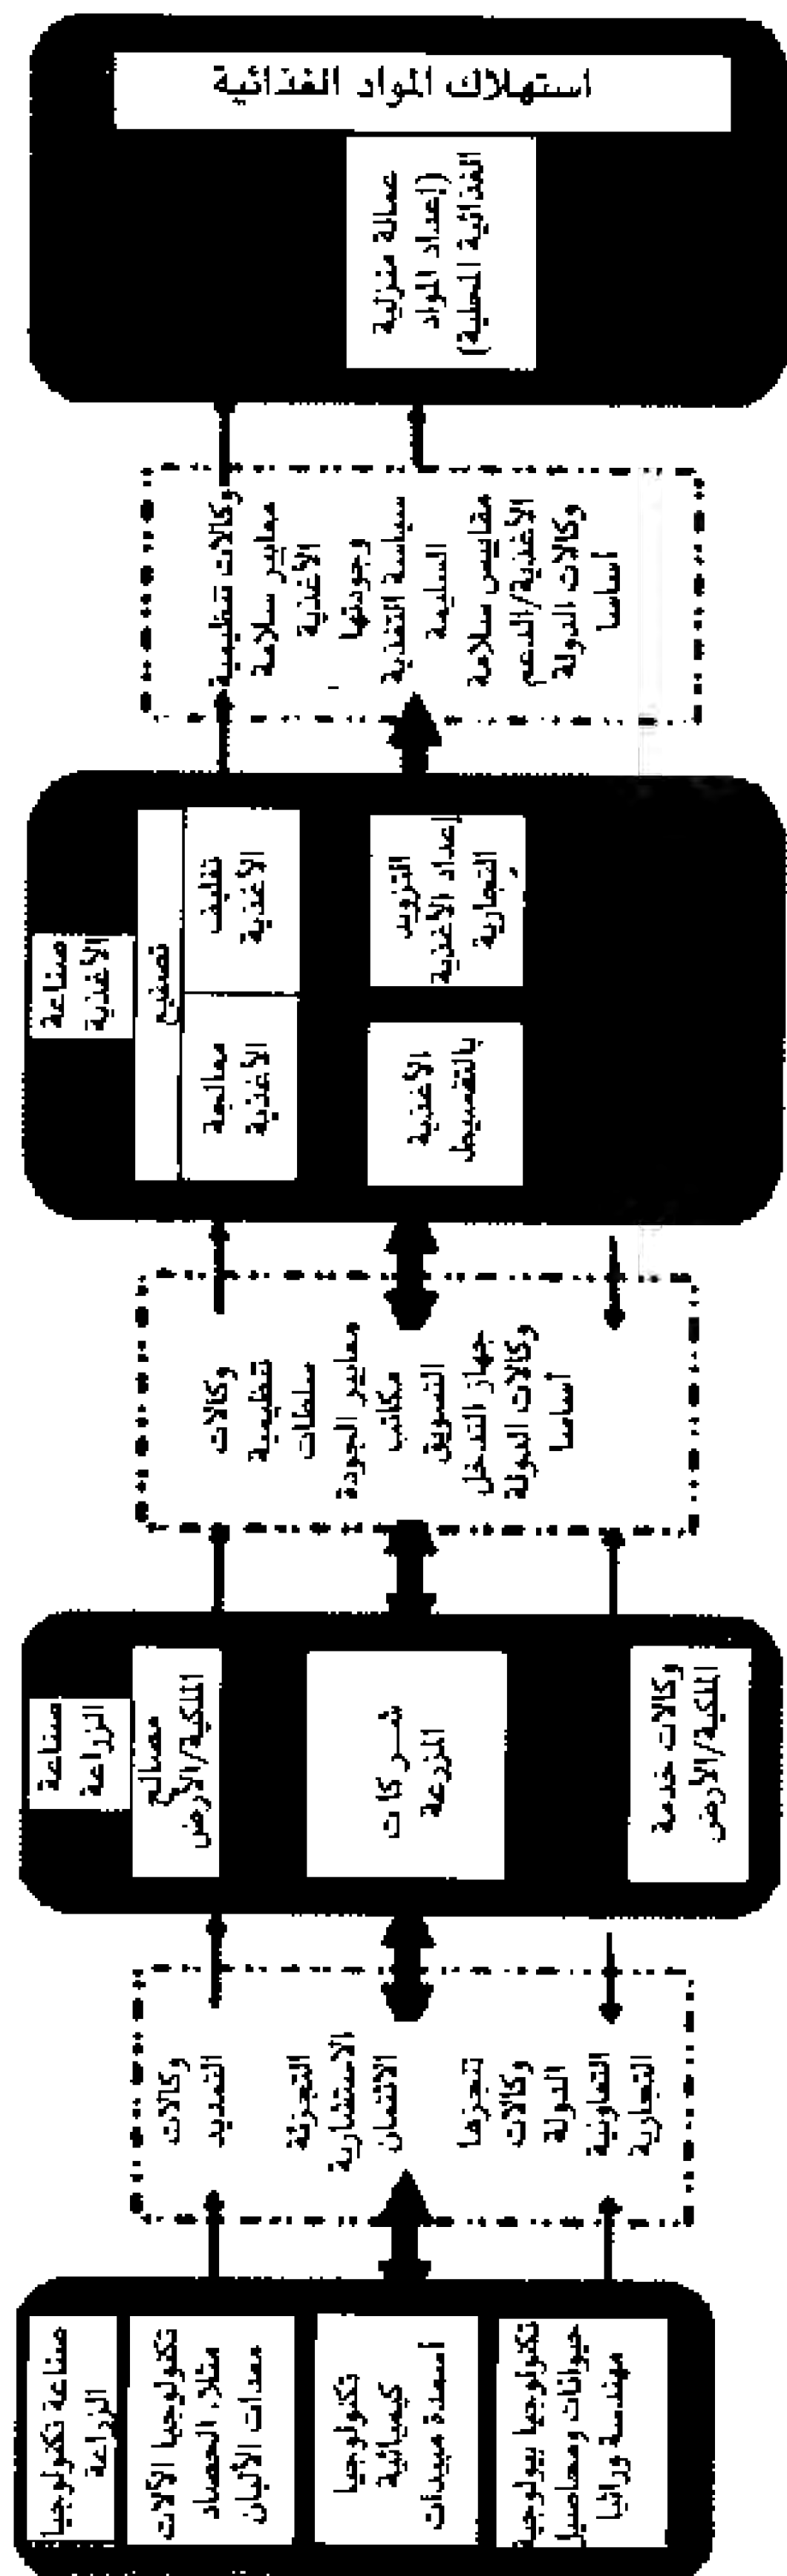 استهلاك المواد الغذائية
عمالة منزلية
(إعداد المواد
الغذائية المحلية)
وكالات تنظيمية
معايير سلامة
الأغذية
وجودتها
سياسة التغذية
السليمة
مقاييس سلامة
الأغذية/الدعم
وكالات الدولة
أساسا
صناعة
الأغذية
تصنيع
تغليف
الأغذية
معالجة
الأغذية
التزويد
إعداد الأغذية
التجارية
الأغذية
بالتقسيط
وكالات
تنظيمية
سلطات
معايير الجودة
مكاتب
التسويق
جهاز التدخل
وكالات الدولة
أساسا
صناعة
الزراعة
مصالح
الملكية/الأرض
شركات
المزرعة
وكالات خدمة
الملكية/الأرض
وكالات
التمديد
التجزئة
الاستشارية
الائتمان
تنجزها
وكالات
الدولة
التعاونية
التجارية
صناعة تكنولوجيا
الزراعة
تكنولوجيا الآلات
مثلا، الحصاد
معدات الألبان
تكنولوجيا
كيميائية
أسمدة مبيدات
تكنولوجيا بيولوجية
حيوانات ومحاصيل
مهندسة وراثيا